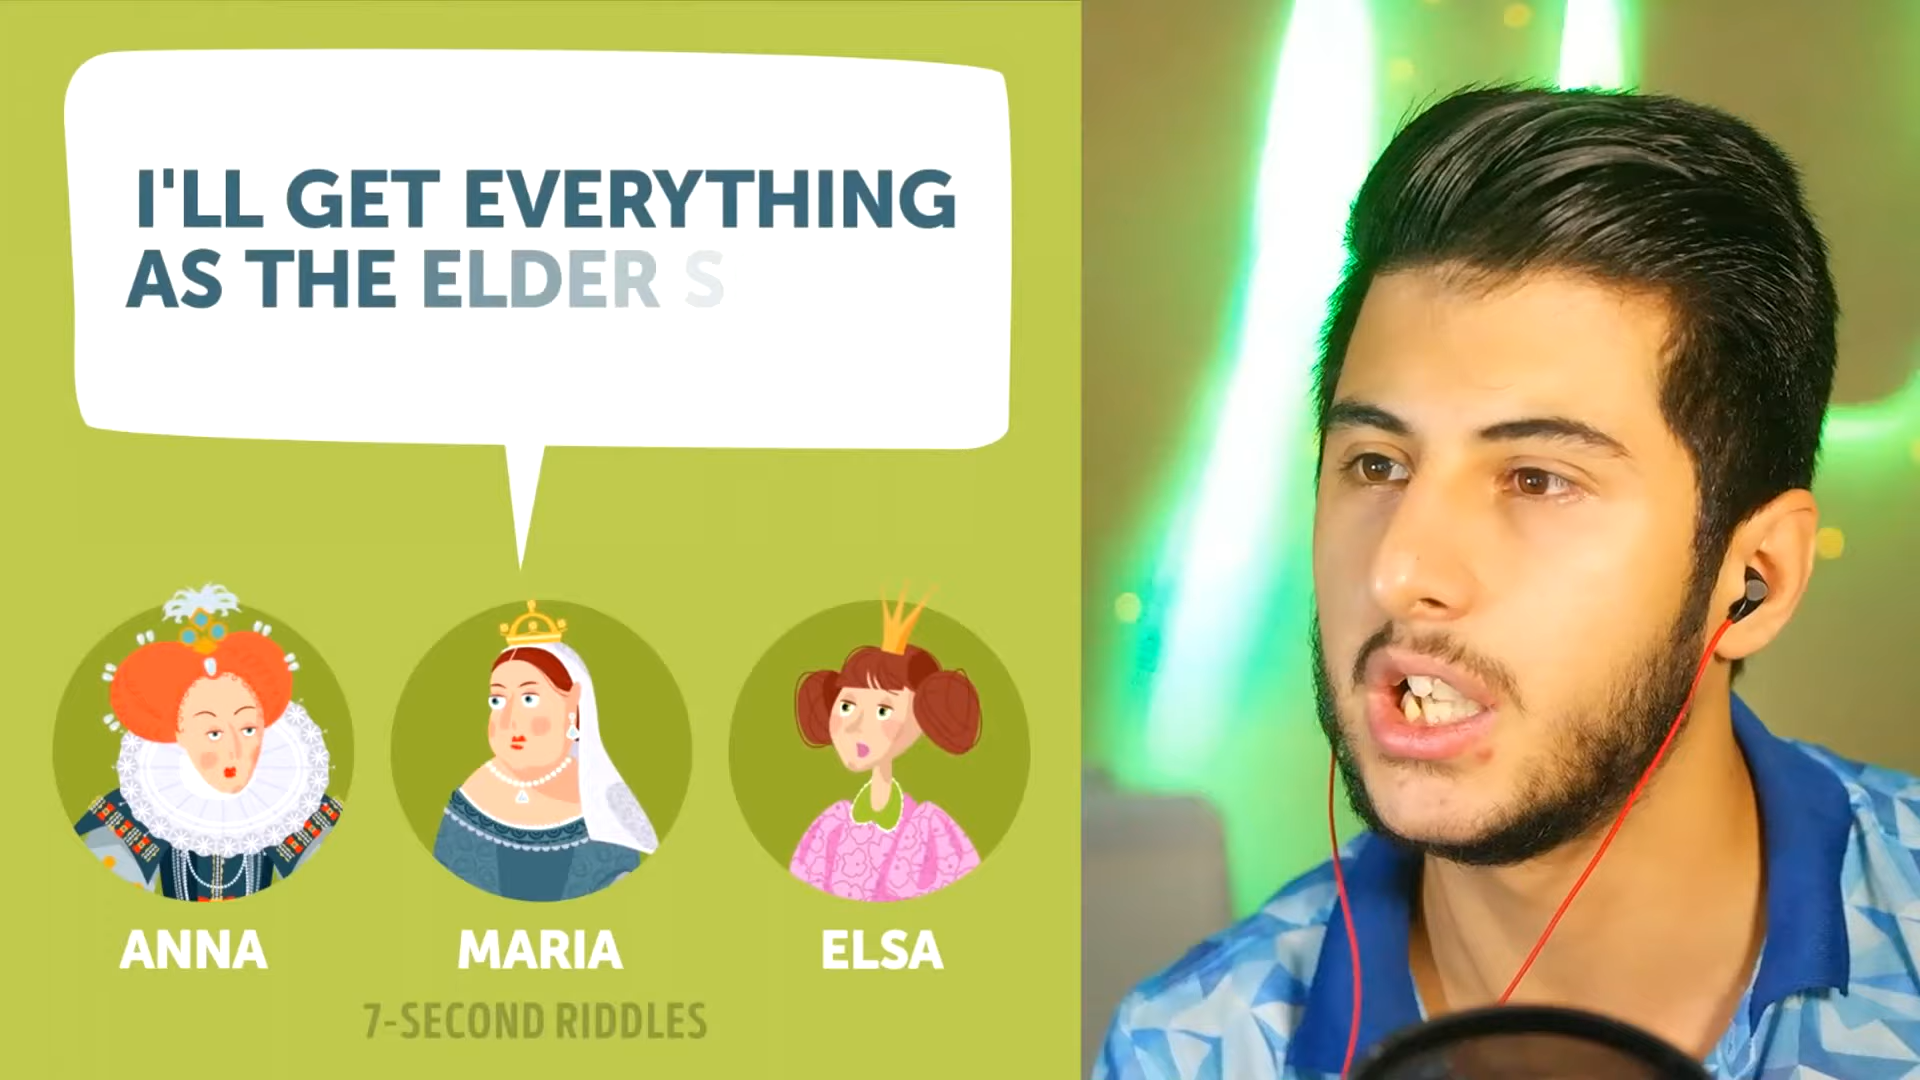 I'LL GET EVERYTHING
AS THE ELDER S
ANNA
MARIA
ELSA
7-SECOND RIDDLES